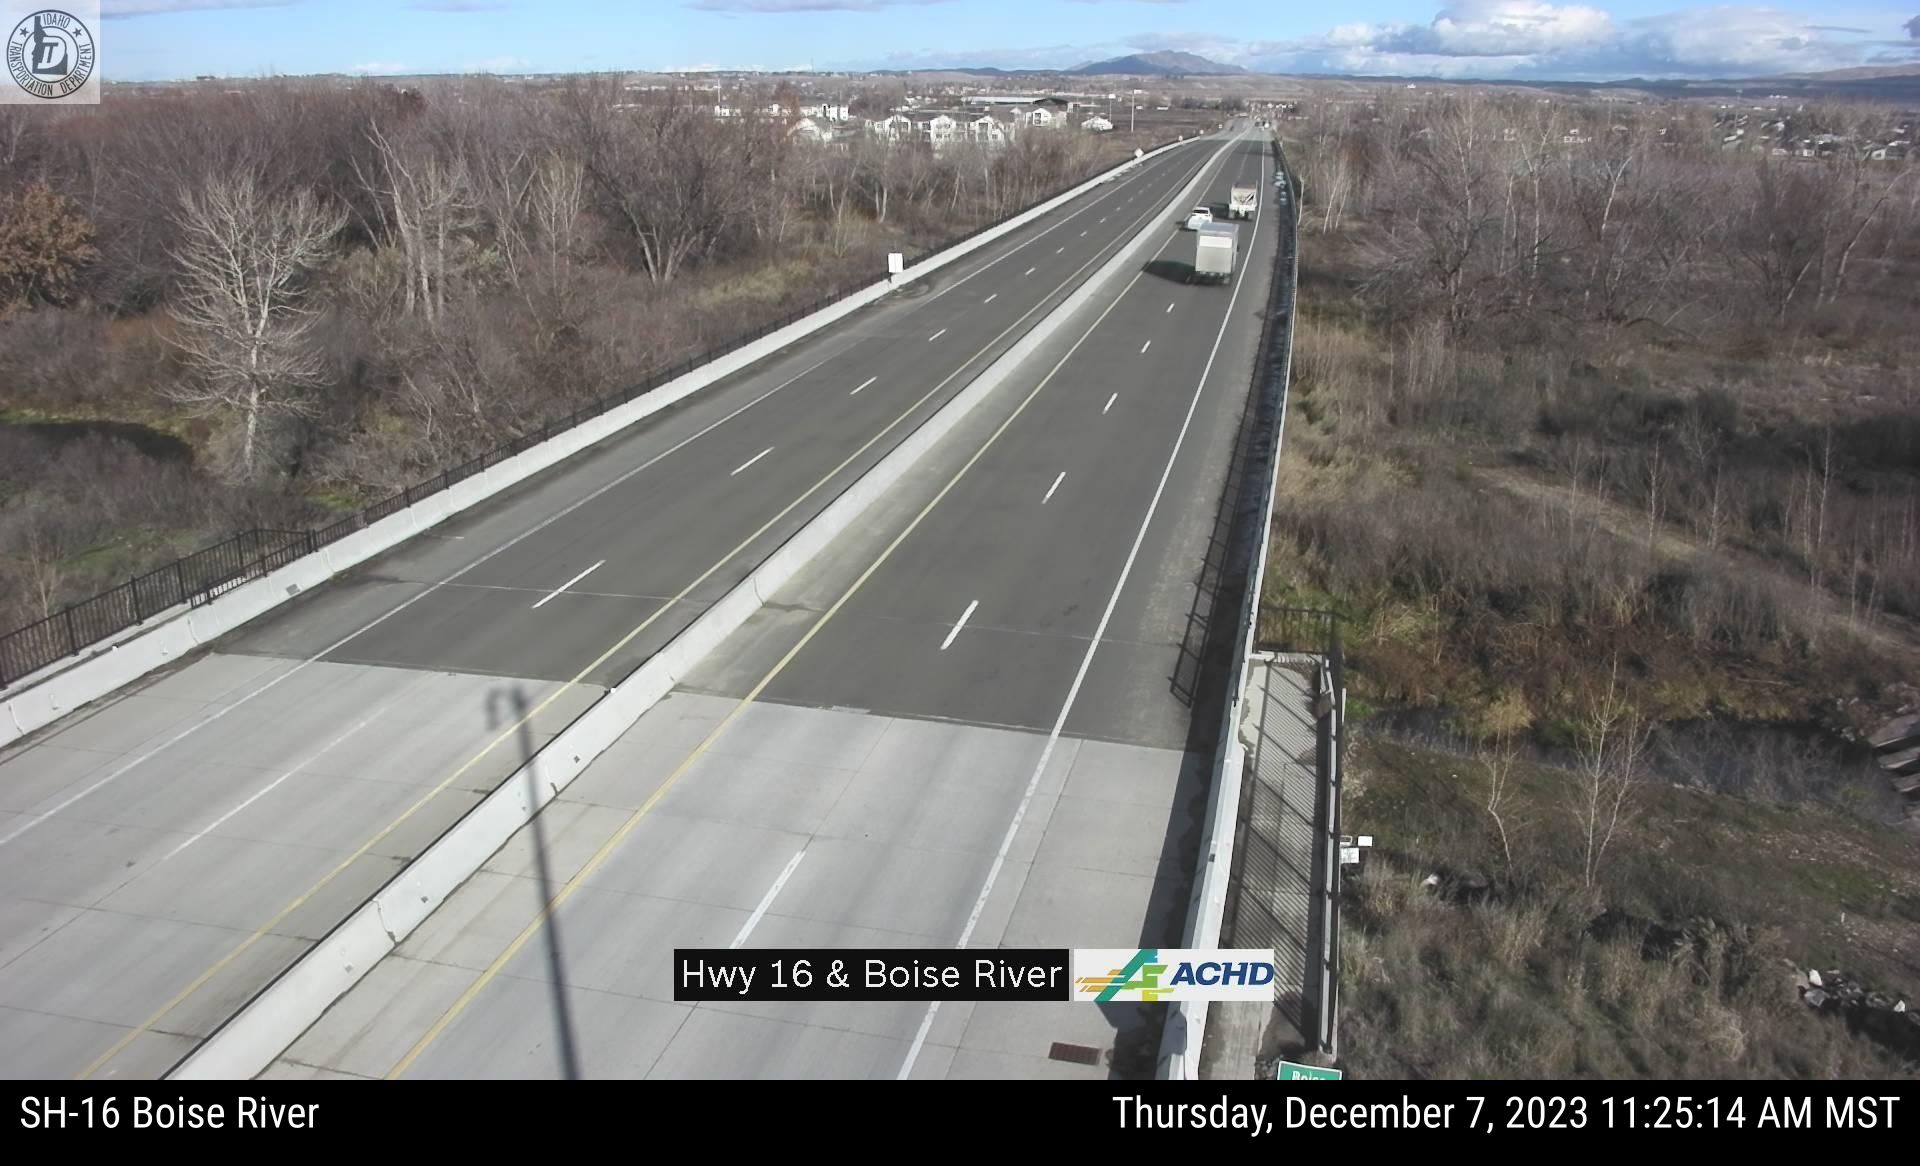 IDAHO
TRANSPORTATION DEPARTMENT
Hwy 16 & Boise River
ACHD
Boise
SH-16 Boise River
Thursday, December 7, 2023 11:25:14 AM MST